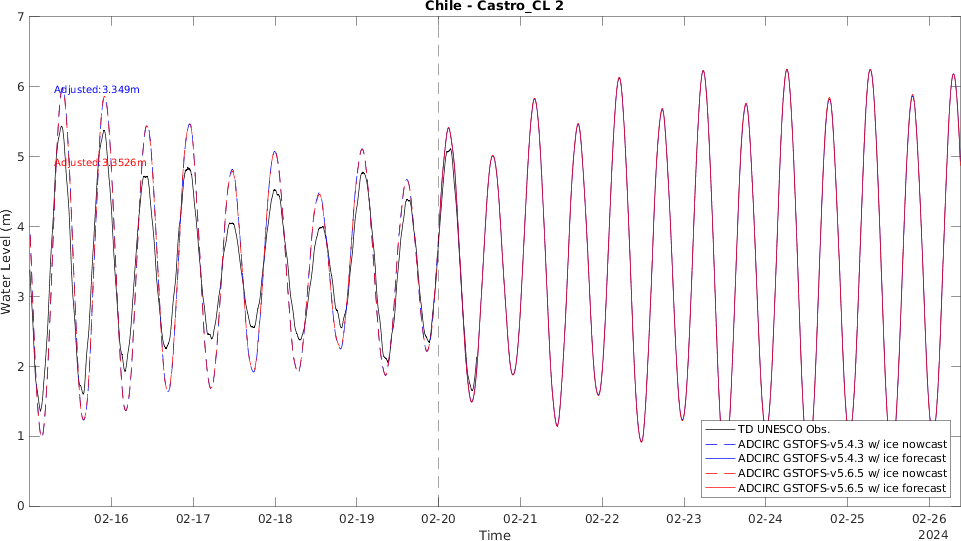 Chile - Castro_CL 2
7
6
5
4
3
2
1
0
Water Level (m)
Adjusted:3.349m
Adjusted:3.3526m
TD UNESCO Obs.
ADCIRC GSTOFS-v5.4.3 w/ ice nowcast
ADCIRC GSTOFS-v5.4.3 w/ ice forecast
ADCIRC GSTOFS-v5.6.5 w/ ice nowcast
ADCIRC GSTOFS-v5.6.5 w/ ice forecast
02-16 02-17 02-18 02-19 02-20 02-21 02-22 02-23 02-24 02-25 02-26
Time
2024